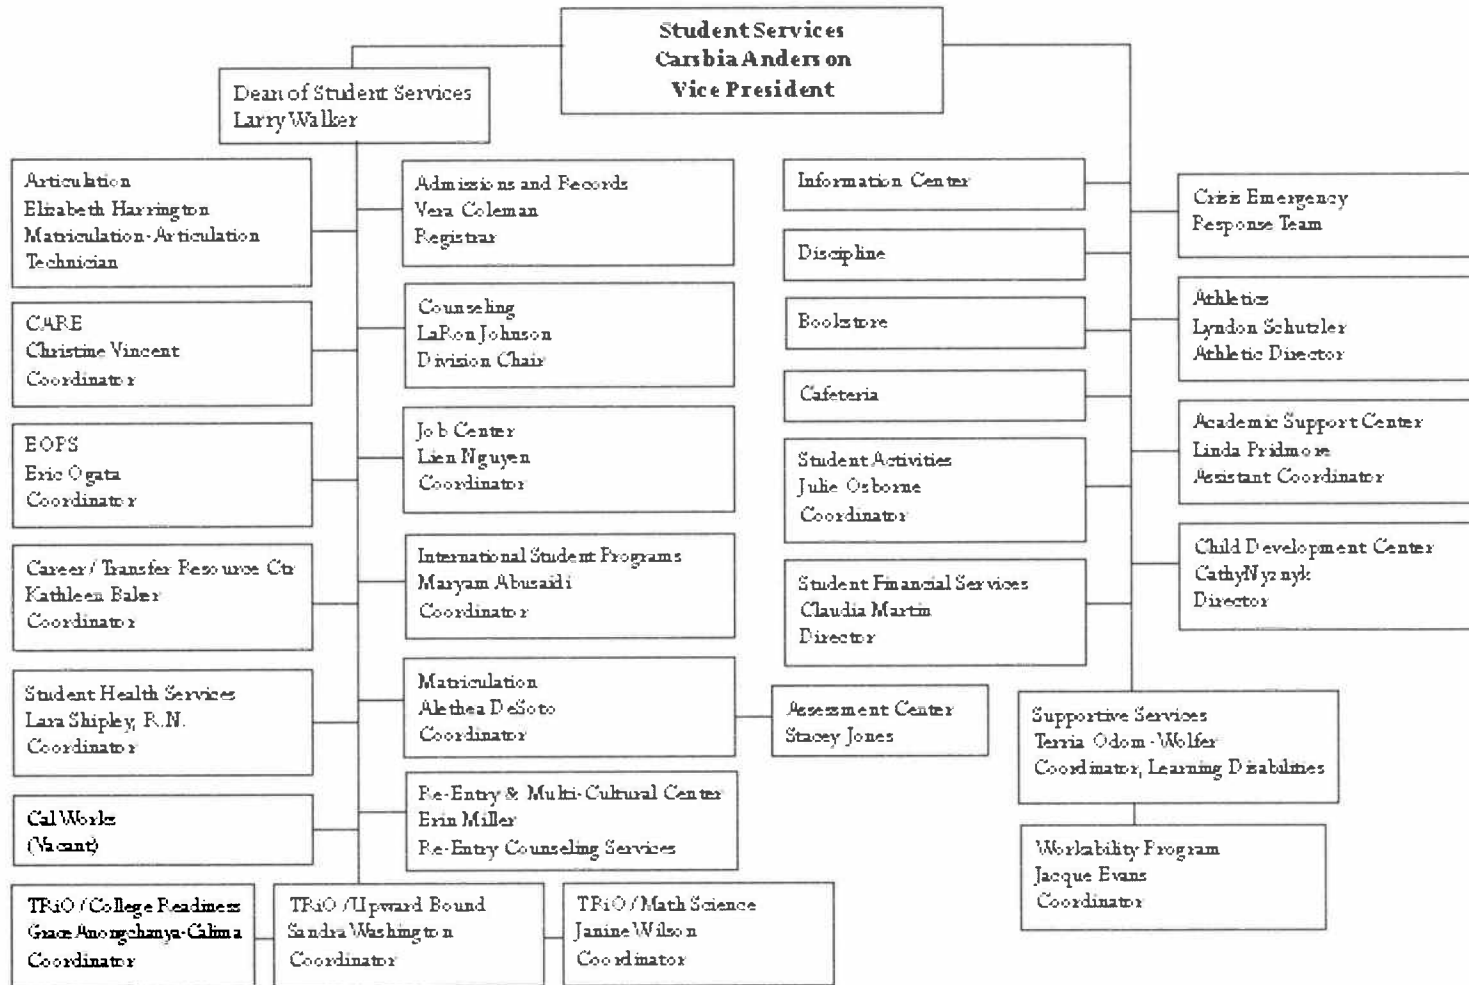 Student Services
Carsbia Anderson
Vice President
Dean of Student Services
Larry Walker
Articulation
Elizabeth Harrington
Matriculation-Articulation
Technician
CARE
Christine Vincent
Coordinator
EOPS
Eric Ogata
Coordinator
Career / Transfer Resource Ctr
Kathleen Baker
Coordinator
Student Health Services
Lara Shipley, R.N.
Coordinator
Cal Works
(Vacant)
Admissions and Records
Vera Coleman
Registrar
Counseling
LaRon Johnson
Division Chair
Job Center
Lien Nguyen
Coordinator
International Student Programs
Maryam Abusaidi
Coordinator
Matriculation
Alethea DeSoto
Coordinator
Assessment Center
Stacey Jones
Re-Entry & Multi-Cultural Center
Erin Miller
Re-Entry Counseling Services
TRiO / College Readiness
Grace Anongchanya-Calima
Coordinator
TRiO / Upward Bound
Sandra Washington
Coordinator
TRiO / Math Science
Janine Wilson
Coordinator
Information Center
Discipline
Bookstore
Cafeteria
Student Activities
Julie Osborne
Coordinator
Student Financial Services
Claudia Martin
Director
Crisis Emergency
Response Team
Athletics
Lyndon Schutzler
Athletic Director
Academic Support Center
Linda Pridmore
Assistant Coordinator
Child Development Center
CathyNyznyk
Director
Supportive Services
Terria Odom-Wolfer
Coordinator, Learning Disabilities
Workability Program
Jacque Evans
Coordinator